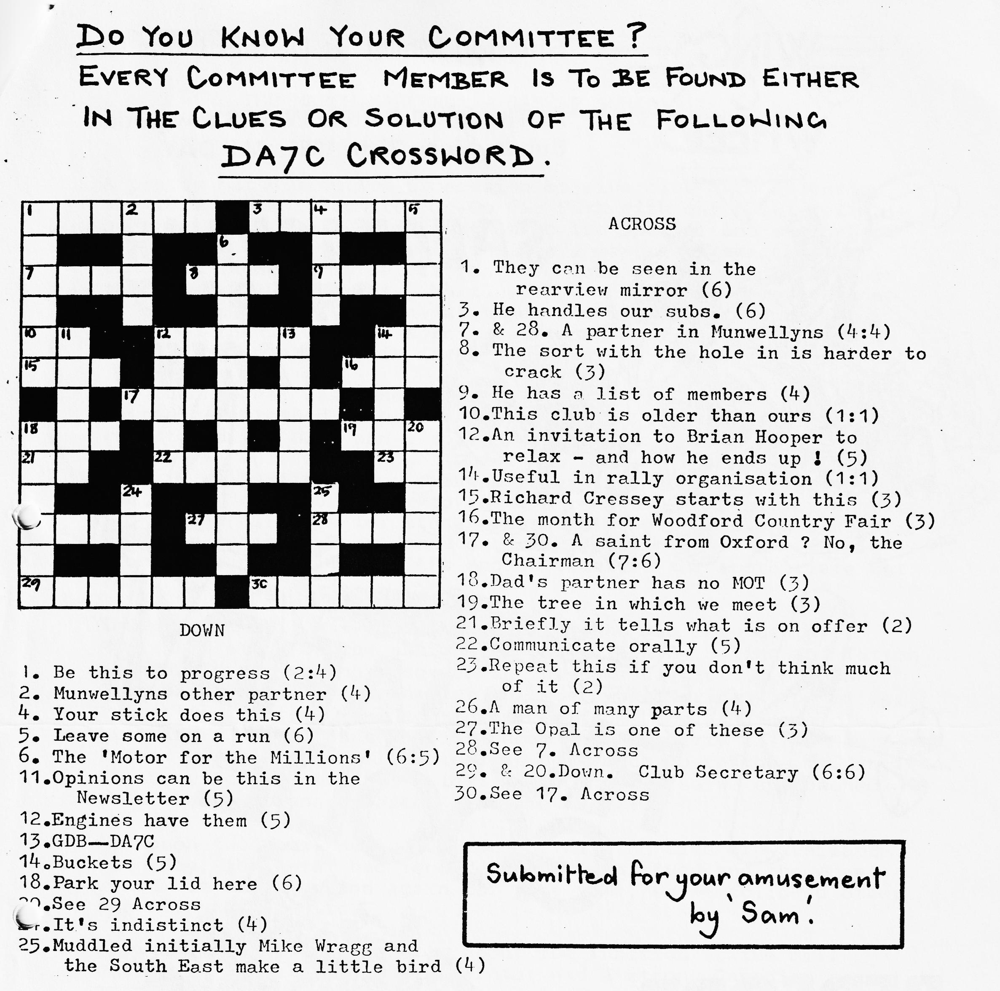 DO YOU KNOW YOUR COMMITTEE?
EVERY COMMITTEE MEMBER IS TO BE FOUND EITHER
IN THE CLUES OR SOLUTION OF THE FOLLOWING
DA7C CROSSWORD.
1 2 3 4 5
6
7 8 9
10 11 12 13 14
15 16
17
18 19 20
21 22 23
24 25
27 28
29 30
ACROSS
1. They can be seen in the
rearview mirror (6)
3. He handles our subs. (6)
7. & 28. A partner in Munwellyns (4:4)
8. The sort with the hole in is harder to
crack (3)
9. He has a list of members (4)
10.This club is older than ours (1:1)
12.An invitation to Brian Hooper to
relax - and how he ends up ! (5)
14.Useful in rally organisation (1:1)
15.Richard Cressey starts with this (3)
16.The month for Woodford Country Fair (3)
17. & 30. A saint from Oxford ? No, the
Chairman (7:6)
18.Dad's partner has no MOT (3)
19.The tree in which we meet (3)
21.Briefly it tells what is on offer (2)
22.Communicate orally (5)
23.Repeat this if you don't think much
of it (2)
26.A man of many parts (4)
27.The Opal is one of these (3)
28.See 7. Across
29. & 20.Down. Club Secretary (6:6)
30.See 17. Across
DOWN
1. Be this to progress (2:4)
2. Munwellyns other partner (4)
4. Your stick does this (4)
5. Leave some on a run (6)
6. The 'Motor for the Millions' (6:5)
11.Opinions can be this in the
Newsletter (5)
12.Engines have them (5)
13.GDB—DA7C
14.Buckets (5)
18.Park your lid here (6)
.See 29 Across
.It's indistinct (4)
25.Muddled initially Mike Wragg and
the South East make a little bird (4)
Submitted for your amusement
by 'Sam'.